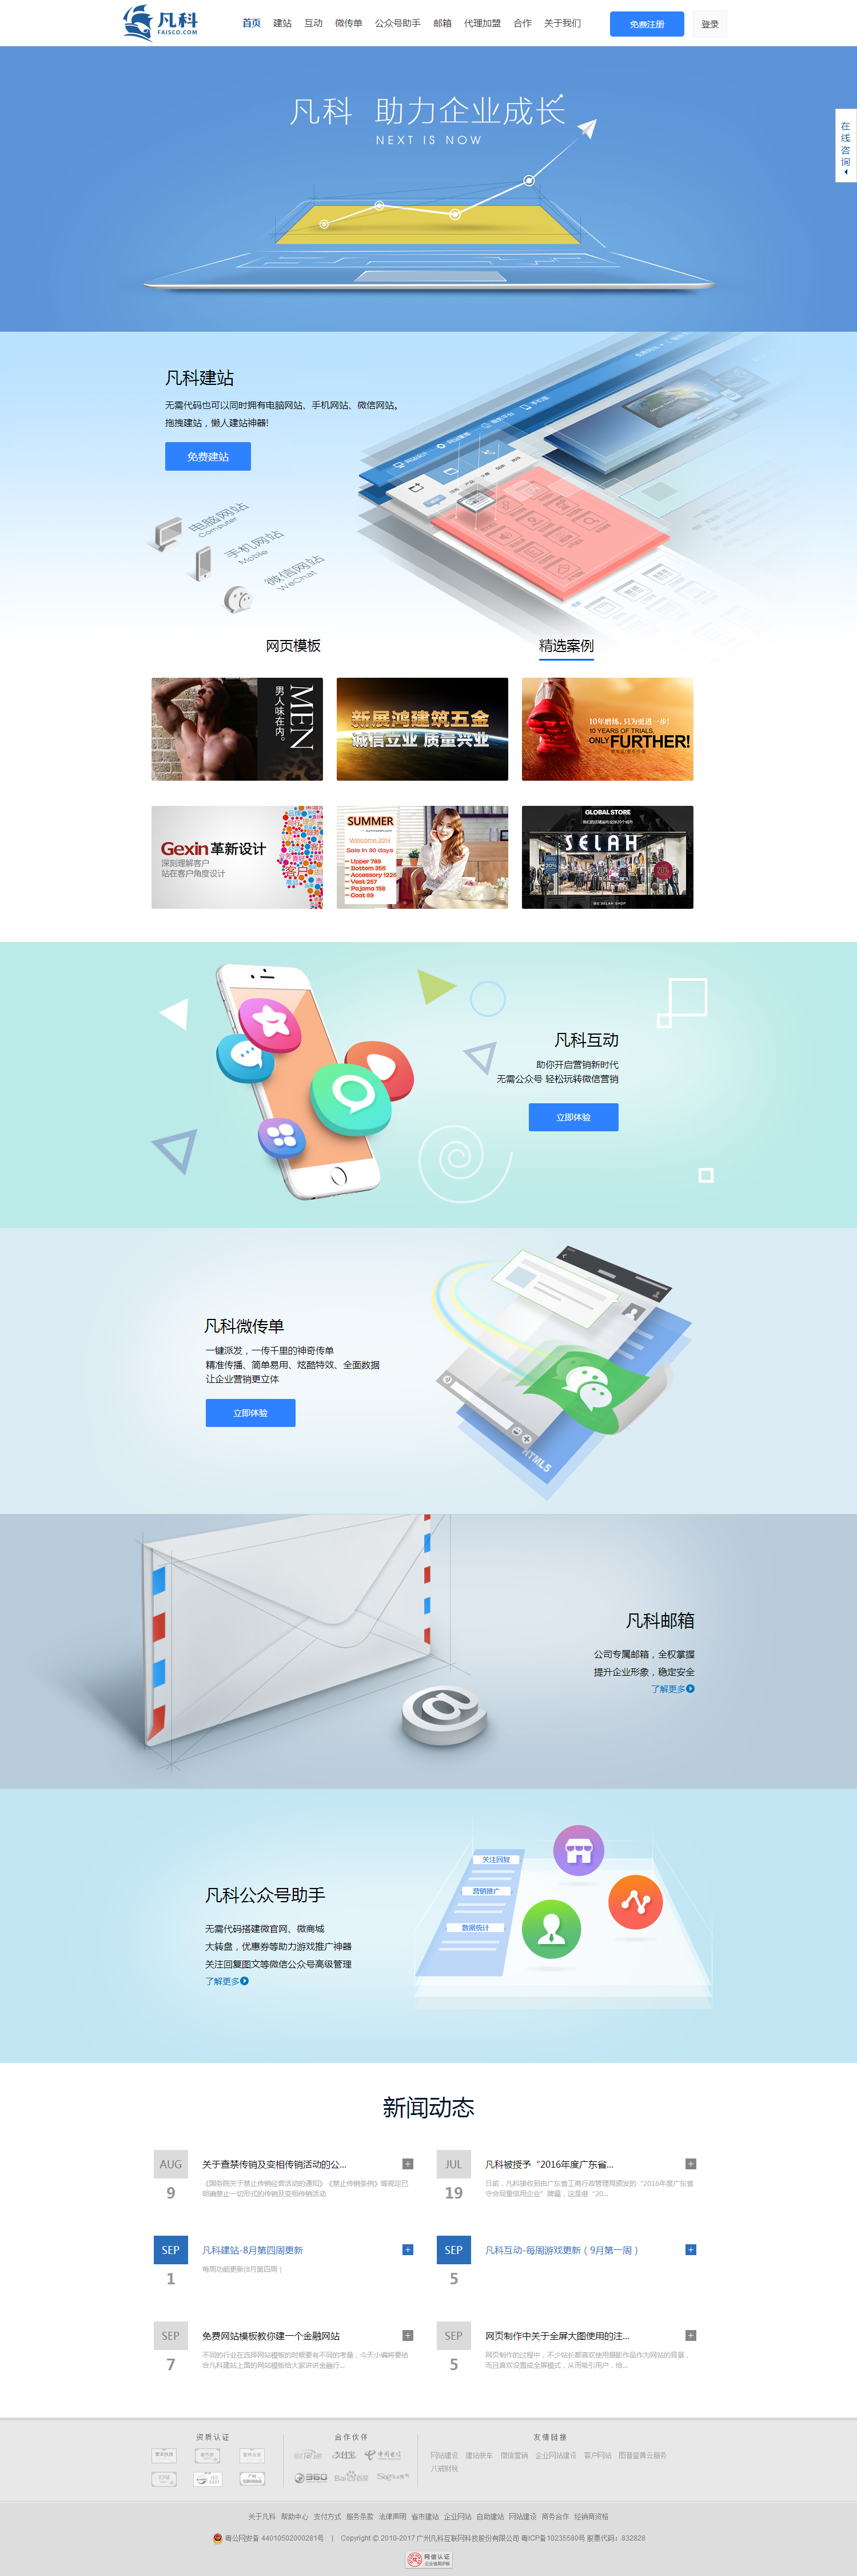 凡科
FAISCO.COM
首页 建站 互动 微传单 公众号助手 邮箱 代理加盟 合作 关于我们
免费注册
登录
在线咨询
凡科 助力企业成长
NEXT IS NOW
凡科建站
无需代码也可以同时拥有电脑网站、手机网站、微信网站。
拖拽建站，懒人建站神器!
免费建站
电脑网站
Computer
手机网站
Mobile
微信网站
WeChat
网页模板
精选案例
男人味在内。
MEN
新展鸿建筑五金
诚信立业 质量兴业
10年磨练,只为更进一步!
10 YEARS OF TRIALS,
ONLY FURTHER!
Gexin 革新设计
深刻理解客户
站在客户角度设计
客户
SUMMER
Welcome 2014
Sale in 90 days
Upper 789
Bottom 356
Accessory 1226
Vest 257
Pajama 158
Coat 69
GLOBAL STORE
SELAH
凡科互动
助你开启营销新时代
无需公众号 轻松玩转微信营销
立即体验
凡科微传单
一键派发，一传千里的神奇传单
精准传播、简单易用、炫酷特效、全面数据
让企业营销更立体
立即体验
HTML5
凡科邮箱
公司专属邮箱，全权掌握
提升企业形象，稳定安全
了解更多
@
关注回复
营销推广
数据统计
凡科公众号助手
无需代码搭建微官网、微商城
大转盘，优惠券等助力游戏推广神器
关注回复图文等微信公众号高级管理
了解更多
新闻动态
AUG
9
关于查禁传销及变相传销活动的公...
《国务院关于禁止传销经营活动的通知》《禁止传销条例》等规定已
明确禁止一切形式的传销及变相传销活动
JUL
19
凡科被授予“2016年度广东省...
日前，凡科接收到由广东省工商行政管理局颁发的“2016年度广东省
守合同重信用企业”牌匾，这是继“20...
SEP
1
凡科建站-8月第四周更新
每周功能更新(8月第四周）
SEP
5
凡科互动-每周游戏更新（9月第一周）
SEP
7
免费网站模板教你建一个金融网站
不同的行业在选择网站模板的时候要有不同的考量，今天小编将要结
合凡科建站上面的网站模板给大家讲讲金融行...
SEP
5
网页制作中关于全屏大图使用的注...
网页制作的过程中，不少站长都喜欢使用摄影作品作为网站的背景，
而且喜欢设置成全屏模式，从而吸引用户，给...
资质认证
合作伙伴
支付宝
中国电信
360
Bai百度
友情链接
网站建设 建站快车 微信营销 企业网站建设 客户网站 图普鉴黄云服务
八戒财税
关于凡科 帮助中心 支付方式 服务条款 法律声明 省市建站 企业网站 自助建站 网站建设 商务合作 经销商资格
粤公网安备 44010502000281号 | Copyright © 2010-2017 广州凡科互联网科技股份有限公司 粤ICP备10235580号 股票代码：832828
网信认证